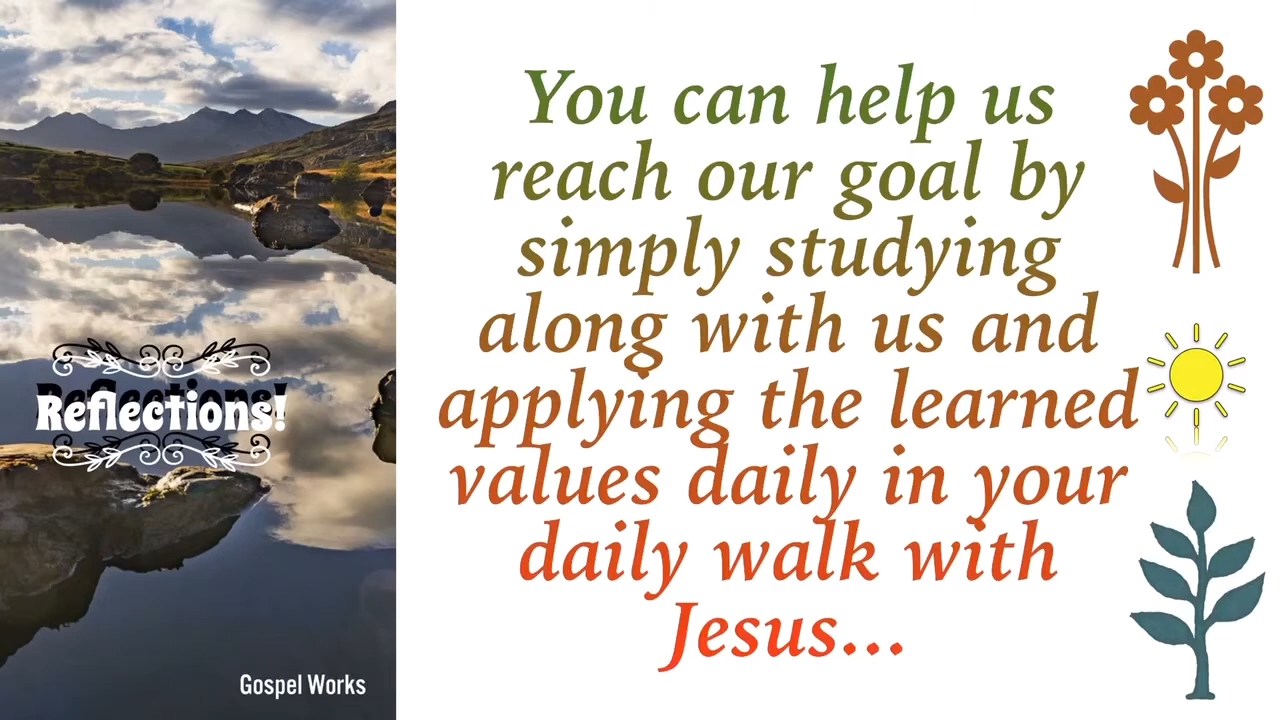 Reflections!
Gospel Works
You can help us
reach our goal by
simply studying
along with us and
applying the learned
values daily in your
daily walk with
Jesus...